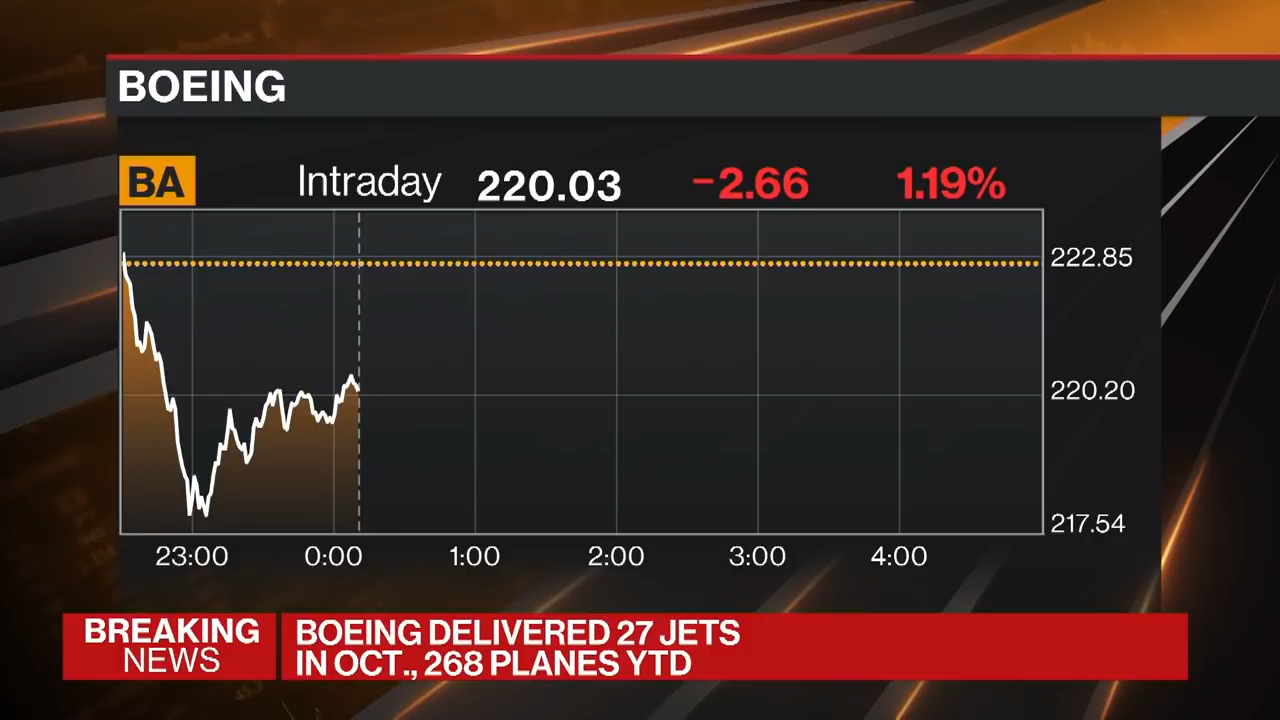 BOEING
BA Intraday 220.03 −2.66 1.19%
222.85
220.20
217.54
23:00 0:00 1:00 2:00 3:00 4:00
BREAKING
NEWS
BOEING DELIVERED 27 JETS
IN OCT., 268 PLANES YTD